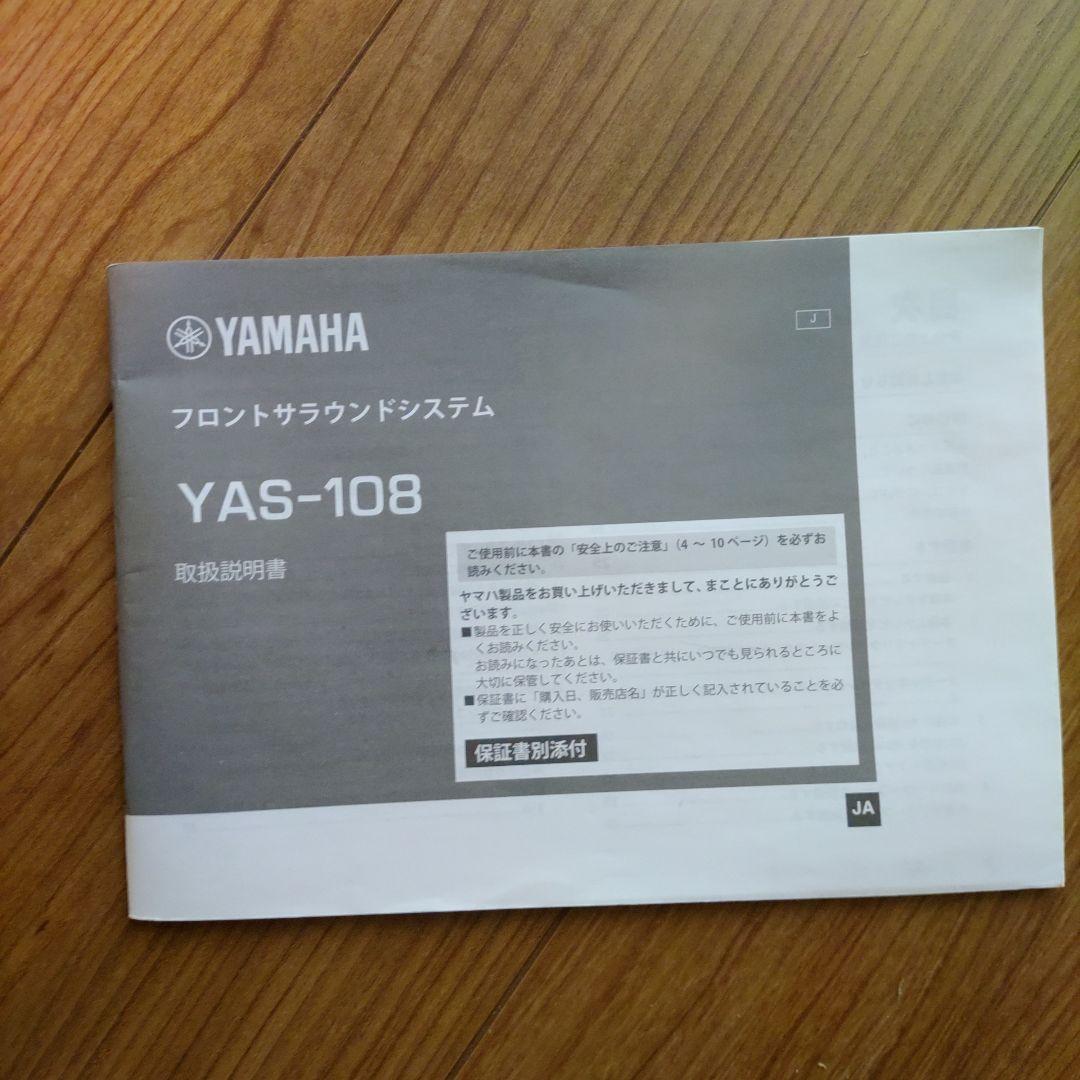 YAMAHA
J
フロントサラウンドシステム
YAS-108
取扱説明書
ご使用前に本書の「安全上のご注意」（4 ～ 10ページ）を必ずお
読みください。
ヤマハ製品をお買い上げいただきまして、まことにありがとうご
ざいます。
■製品を正しく安全にお使いいただくために、ご使用前に本書をよ
くお読みください。
お読みになったあとは、保証書と共にいつでも見られるところに
大切に保管してください。
■保証書に「購入日、販売店名」が正しく記入されていることを必
ずご確認ください。
保証書別添付
JA